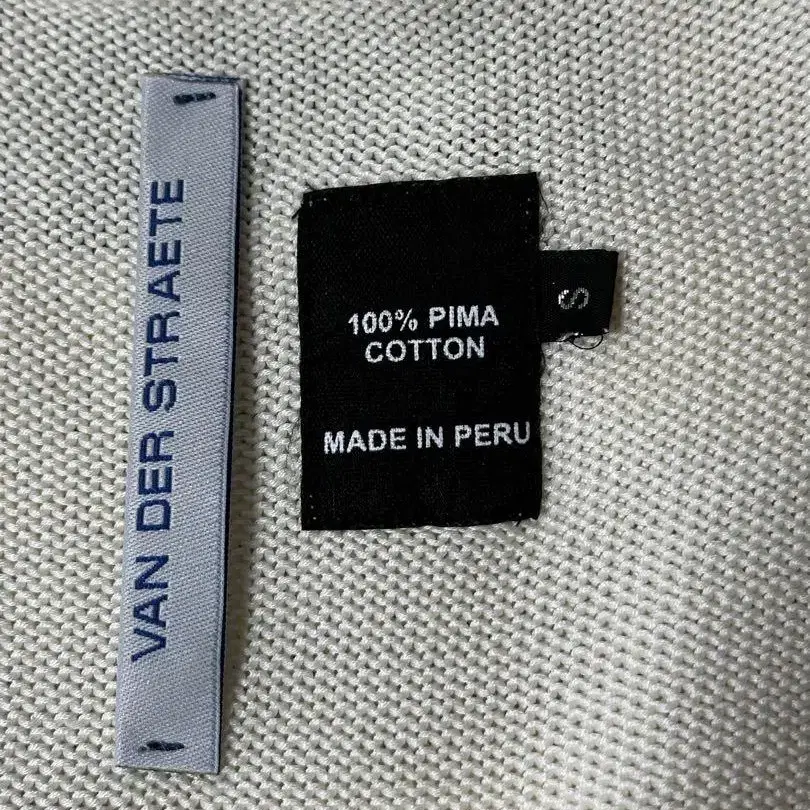 VAN DER STRAETE
100% PIMA
COTTON
MADE IN PERU
S